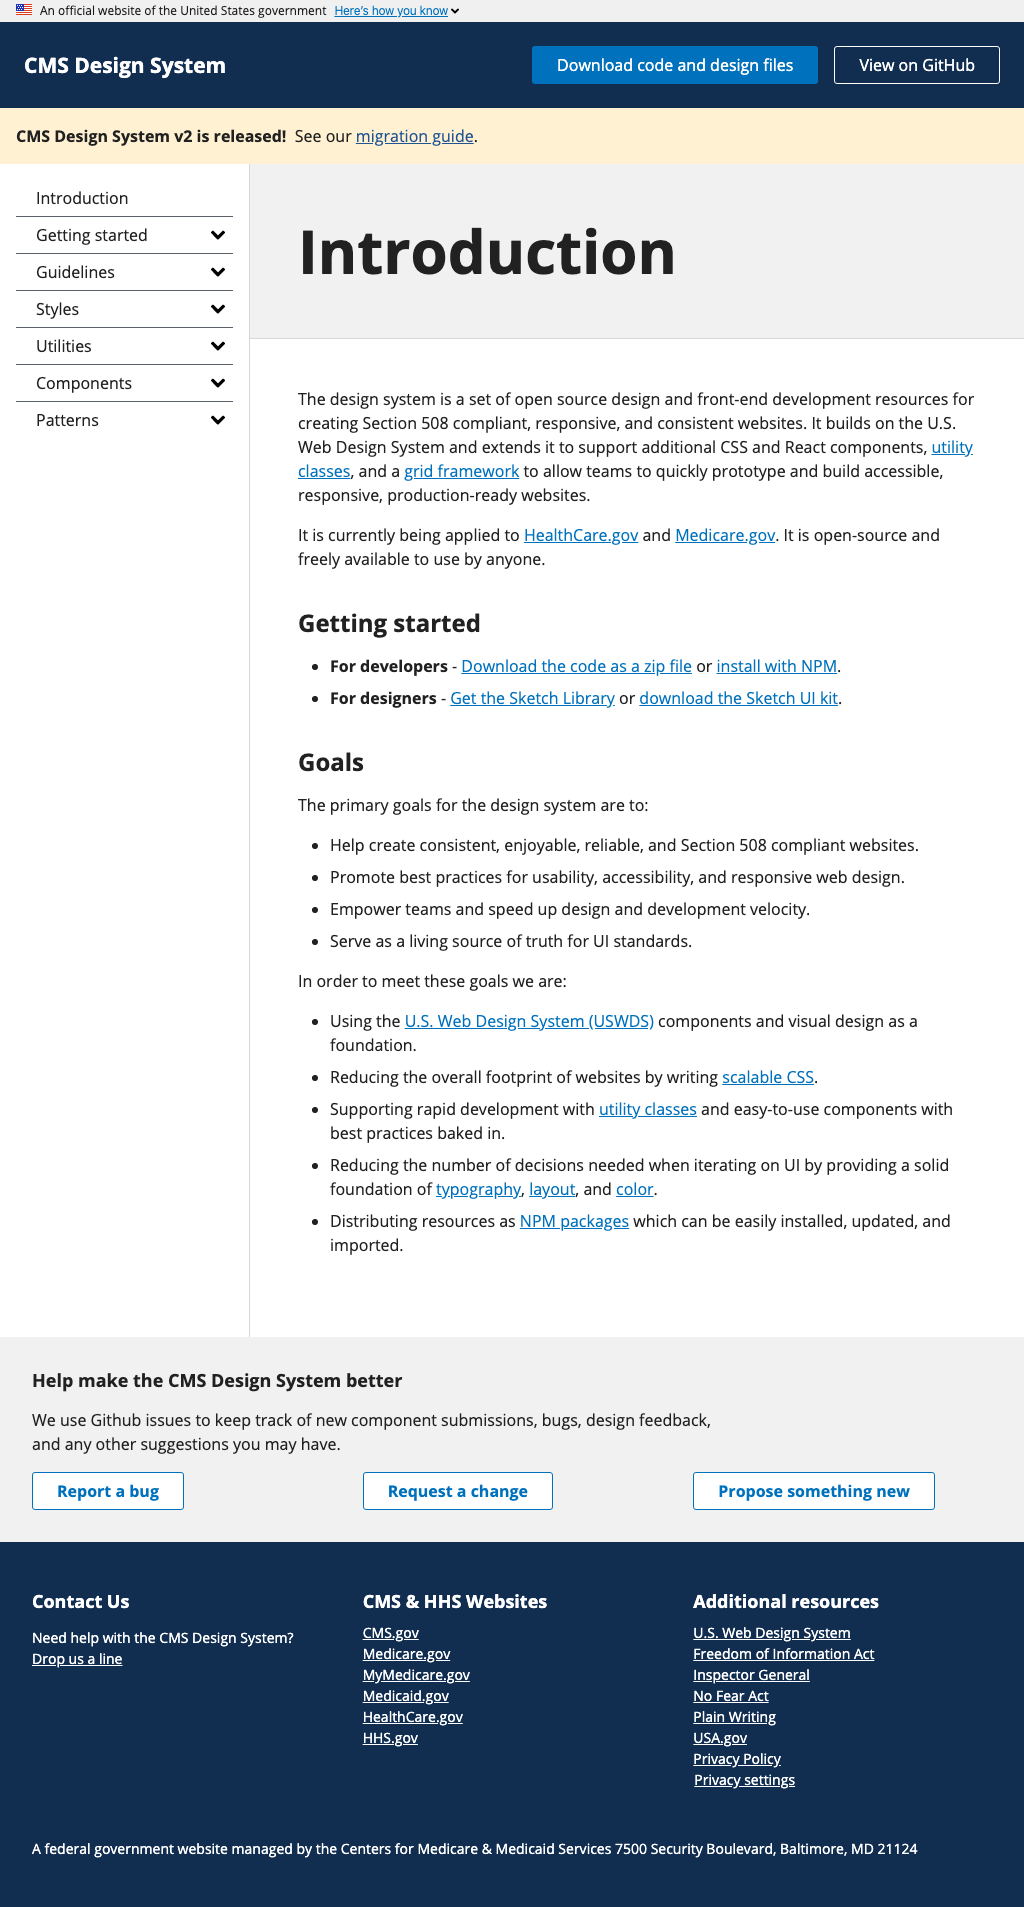 An official website of the United States government Here's how you know
CMS Design System
Download code and design files
View on GitHub
CMS Design System v2 is released! See our migration guide.
Introduction
Getting started
Guidelines
Styles
Utilities
Components
Patterns
Introduction
The design system is a set of open source design and front-end development resources for
creating Section 508 compliant, responsive, and consistent websites. It builds on the U.S.
Web Design System and extends it to support additional CSS and React components, utility
classes, and a grid framework to allow teams to quickly prototype and build accessible,
responsive, production-ready websites.
It is currently being applied to HealthCare.gov and Medicare.gov. It is open-source and
freely available to use by anyone.
Getting started
For developers - Download the code as a zip file or install with NPM.
For designers - Get the Sketch Library or download the Sketch UI kit.
Goals
The primary goals for the design system are to:
Help create consistent, enjoyable, reliable, and Section 508 compliant websites.
Promote best practices for usability, accessibility, and responsive web design.
Empower teams and speed up design and development velocity.
Serve as a living source of truth for UI standards.
In order to meet these goals we are:
Using the U.S. Web Design System (USWDS) components and visual design as a
foundation.
Reducing the overall footprint of websites by writing scalable CSS.
Supporting rapid development with utility classes and easy-to-use components with
best practices baked in.
Reducing the number of decisions needed when iterating on UI by providing a solid
foundation of typography, layout, and color.
Distributing resources as NPM packages which can be easily installed, updated, and
imported.
Help make the CMS Design System better
We use Github issues to keep track of new component submissions, bugs, design feedback,
and any other suggestions you may have.
Report a bug
Request a change
Propose something new
Contact Us
Need help with the CMS Design System?
Drop us a line
CMS & HHS Websites
CMS.gov
Medicare.gov
MyMedicare.gov
Medicaid.gov
HealthCare.gov
HHS.gov
Additional resources
U.S. Web Design System
Freedom of Information Act
Inspector General
No Fear Act
Plain Writing
USA.gov
Privacy Policy
Privacy settings
A federal government website managed by the Centers for Medicare & Medicaid Services 7500 Security Boulevard, Baltimore, MD 21124